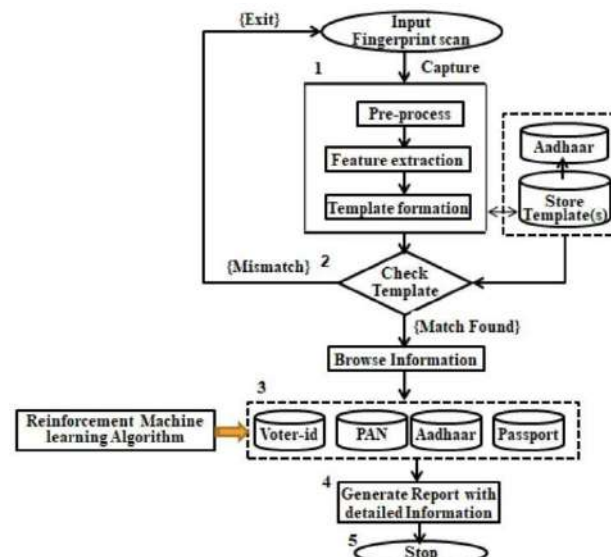 {Exit}
Input
Fingerprint scan
1
Capture
Pre-process
Feature extraction
Template formation
Aadhaar
Store
Template(s)
2
{Mismatch}
Check
Template
{Match Found}
Browse Information
3
Reinforcement Machine
learning Algorithm
Voter-id
PAN
Aadhaar
Passport
4
Generate Report with
detailed Information
5
Stop